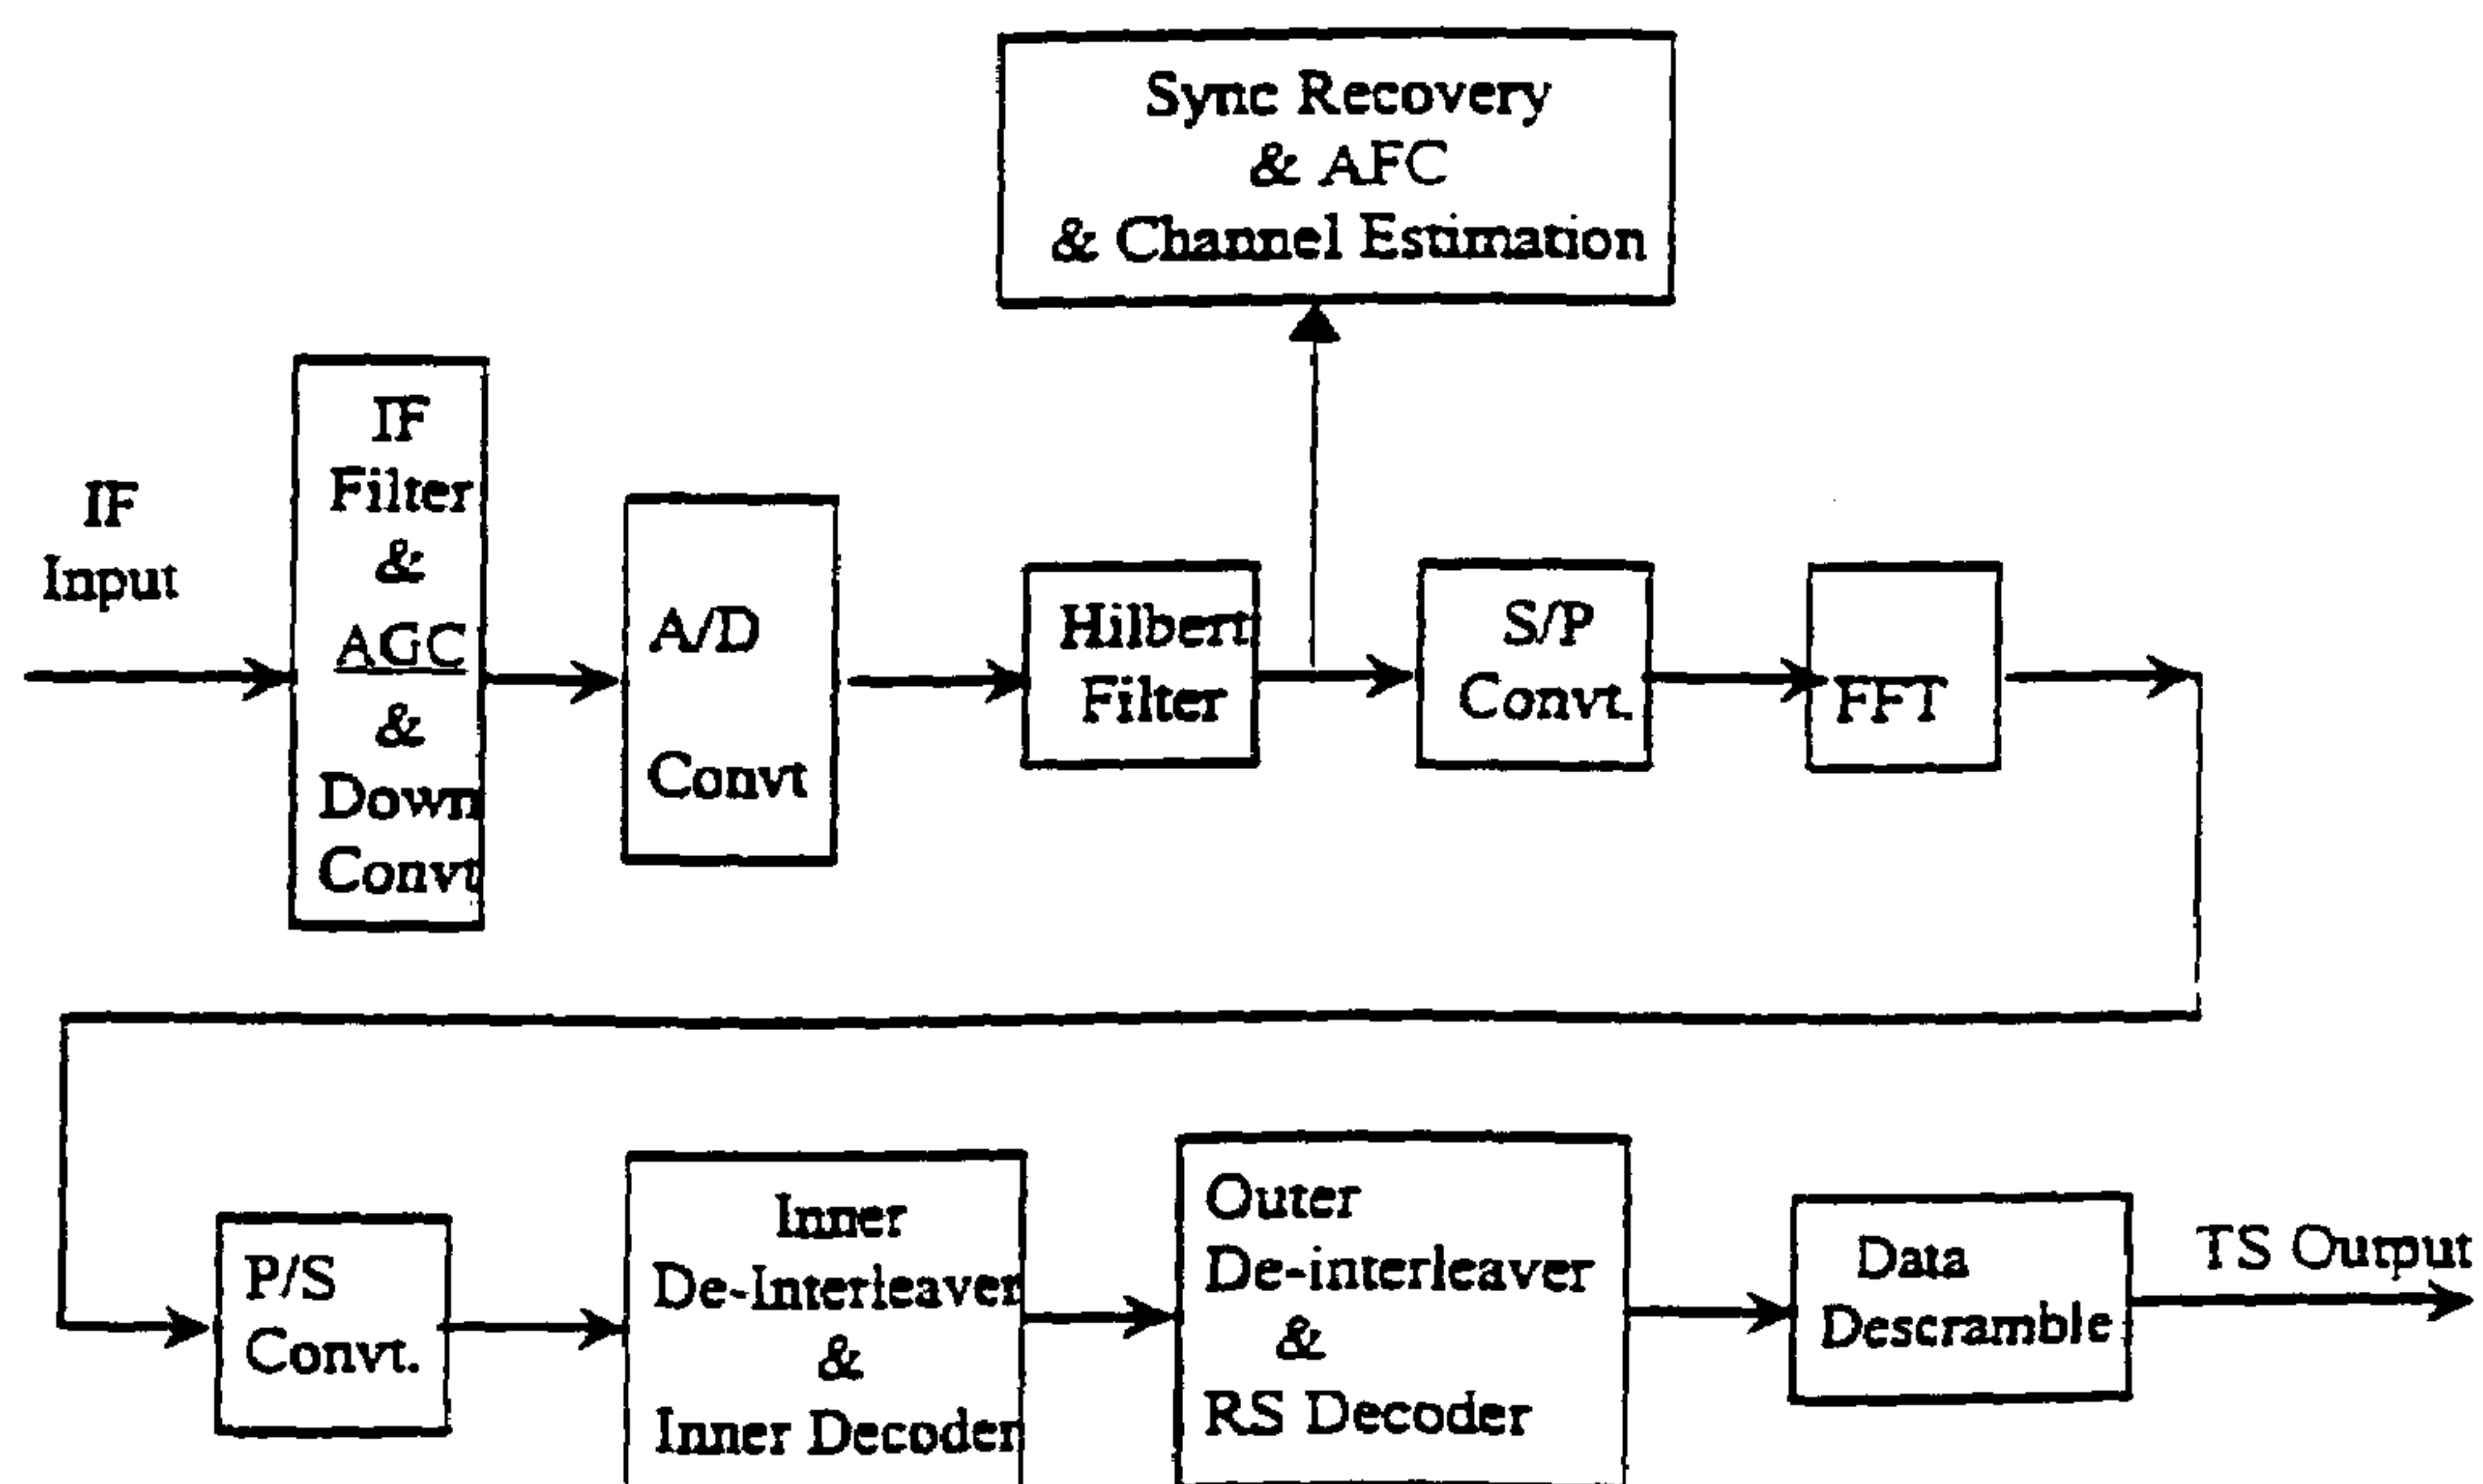 Sync Recovery
& AFC
& Channel Estimation
IF
Input
IF
Filter
&
AGC
&
Down
Convt
A/D
Convt
Hilbert
Filter
S/P
Convt.
FFT
P/S
Convt.
Inner
De-Interleaver
&
Inner Decoder
Outer
De-interleaver
&
RS Decoder
Data
Descramble
TS Output